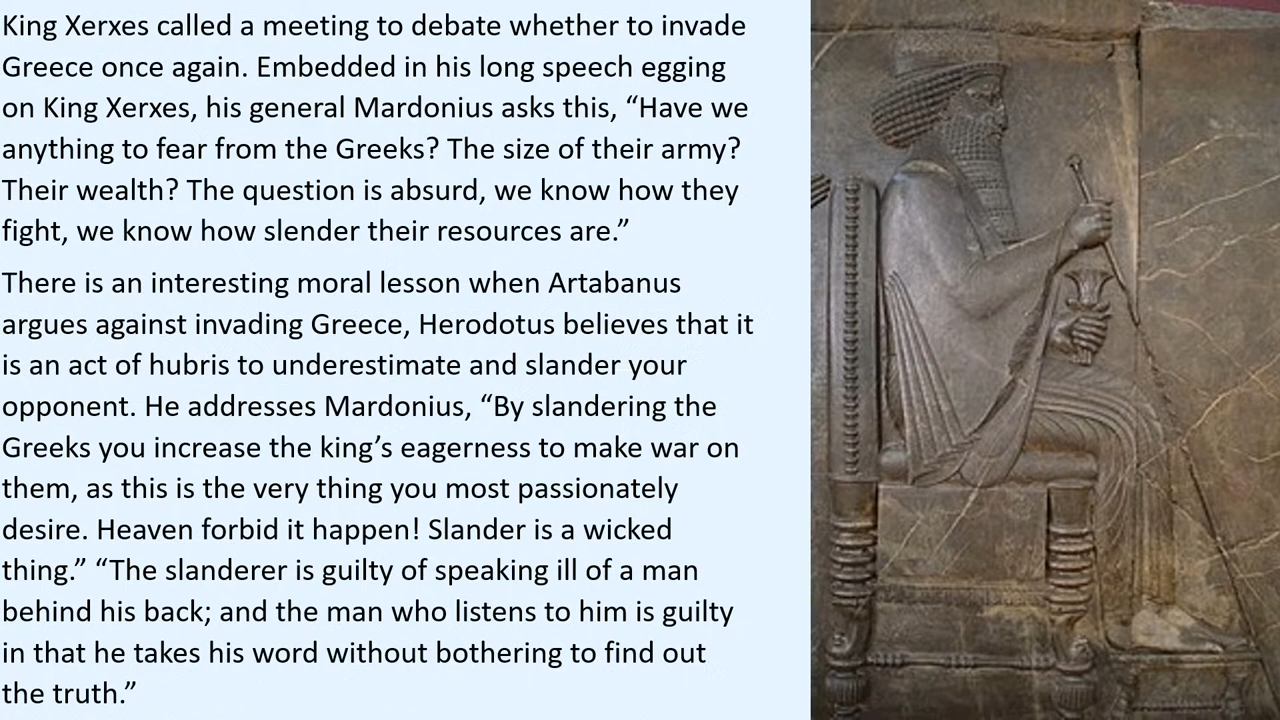 King Xerxes called a meeting to debate whether to invade
Greece once again. Embedded in his long speech egging
on King Xerxes, his general Mardonius asks this, “Have we
anything to fear from the Greeks? The size of their army?
Their wealth? The question is absurd, we know how they
fight, we know how slender their resources are.”
There is an interesting moral lesson when Artabanus
argues against invading Greece, Herodotus believes that it
is an act of hubris to underestimate and slander your
opponent. He addresses Mardonius, “By slandering the
Greeks you increase the king’s eagerness to make war on
them, as this is the very thing you most passionately
desire. Heaven forbid it happen! Slander is a wicked
thing.” “The slanderer is guilty of speaking ill of a man
behind his back; and the man who listens to him is guilty
in that he takes his word without bothering to find out
the truth.”